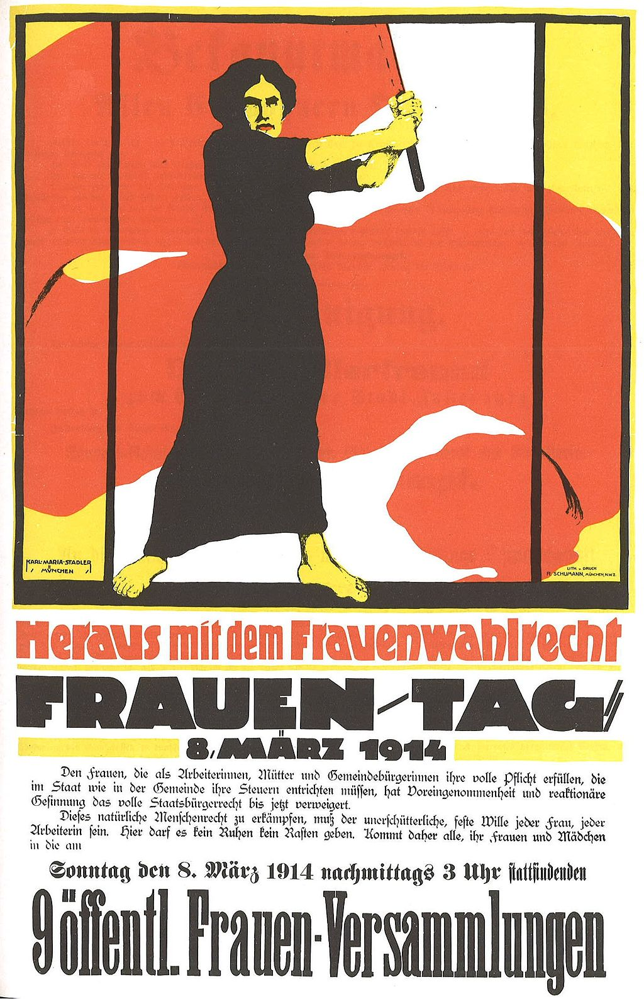 KARL·MARIA·STADLER
MÜNCHEN
LITH. u. DRUCK
R. SCHUMANN, MÜNCHEN, N.W.2.
Heraus mit dem Frauenwahlrecht
FRAUEN-TAG
8. MÄRZ 1914
Den Frauen, die als Arbeiterinnen, Mütter und Gemeindebürgerinnen ihre volle Pflicht erfüllen, die
im Staat wie in der Gemeinde ihre Steuern entrichten müssen, hat Voreingenommenheit und reaktionäre
Gesinnung das volle Staatsbürgerrecht bis jetzt verweigert.
Dieses natürliche Menschenrecht zu erkämpfen, muß der unerschütterliche, feste Wille jeder Frau, jeder
Arbeiterin sein. Hier darf es kein Ruhen kein Rasten geben. Kommt daher alle, ihr Frauen und Mädchen
in die am
Sonntag den 8. März 1914 nachmittags 3 Uhr stattfindenden
9 öffentl. Frauen-Versammlungen